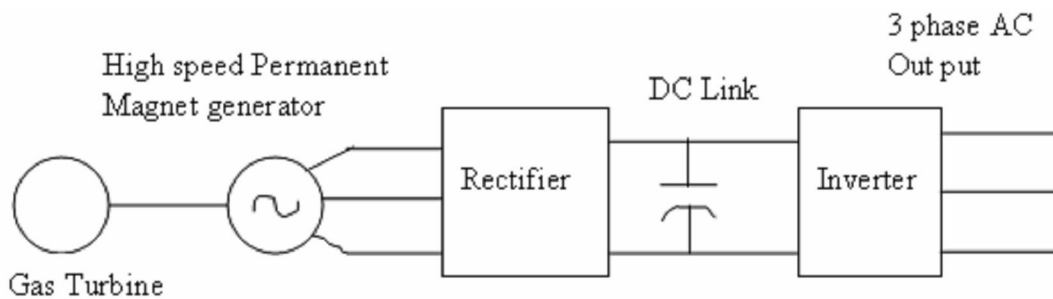 3 phase AC
Out put
High speed Permanent
Magnet generator
DC Link
Rectifier
Inverter
Gas Turbine